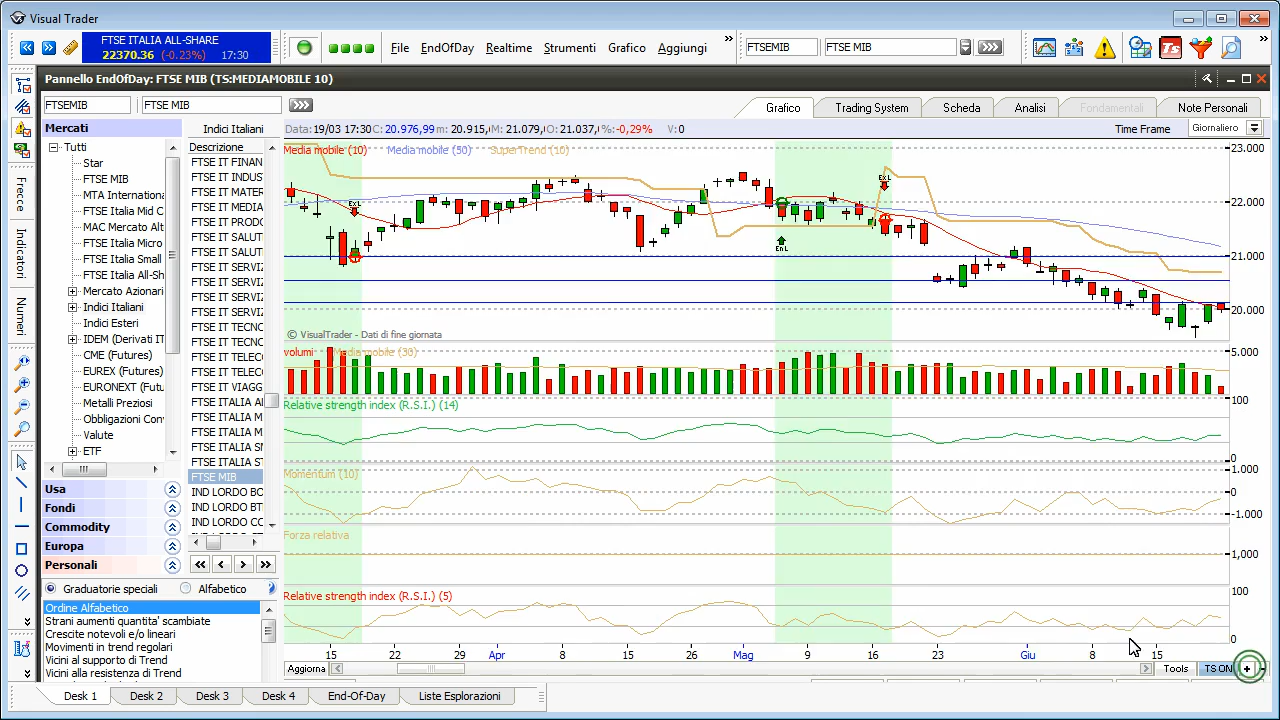 Visual Trader
FTSE ITALIA ALL-SHARE
22370.36 (-0.23%) 17:30
File EndOfDay Realtime Strumenti Grafico Aggiung
FTSEMIB
FTSE MIB
Pannello EndOfDay: FTSE MIB (TS:MEDIAMOBILE 10)
FTSEMIB
FTSE MIB
Grafico
Trading System
Scheda
Analisi
Fondamentali
Note Personali
Mercati
Indici Italiani
Data:19/03 17:30 C: 20.976,99 m: 20.915, M: 21.079, O: 21.037, %:-0,29% V:0
Time Frame
Giornaliero
Tutti
Star
FTSE MIB
MTA Internationa
FTSE Italia Mid C
MAC Mercato Alt
FTSE Italia Micro
FTSE Italia Small
FTSE Italia All-Sh
Mercato Azionari
Indici Italiani
Indici Esteri
IDEM (Derivati IT
CME (Futures)
EUREX (Futures)
EURONEXT (Futu
Metalli Preziosi
Obbligazioni Con
Valute
ETF
Usa
Fondi
Commodity
Europa
Personali
Graduatorie speciali
Alfabetico
Ordine Alfabetico
Strani aumenti quantita' scambiate
Crescite notevoli e/o lineari
Movimenti in trend regolari
Vicini al supporto di Trend
Vicini alla resistenza di Trend
Descrizione
FTSE IT FINAN
FTSE IT INDUS
FTSE IT MATER
FTSE IT MEDIA
FTSE IT PRODO
FTSE IT SALUT
FTSE IT SALUT
FTSE IT SERVIZ
FTSE IT SERVIZ
FTSE IT SERVIZ
FTSE IT SERVIZ
FTSE IT TECNO
FTSE IT TECNO
FTSE IT TELEC
FTSE IT TELEC
FTSE IT VIAGG
FTSE ITALIA AL
FTSE ITALIA M
FTSE ITALIA M
FTSE ITALIA SM
FTSE ITALIA ST
FTSE MIB
IND LORDO BO
IND LORDO BT
IND LORDO CC
Frecce
Indicatori
Numeri
Media mobile (10) Media mobile (50) SuperTrend (10)
23.000
22.000
21.000
20.000
Ex L
En L
Ex L
© VisualTrader - Dati di fine giornata
volumi Media mobile (30)
5.000
Relative strength index (R.S.I.) (14)
100
0
Momentum (10)
1.000
0
-1.000
Forza relativa
1,000
Relative strength index (R.S.I.) (5)
100
0
15 22 Apr 8 15 26 Mag 9 16 23 Giu 8 15
Aggiorna
Tools
TS ON
Desk 1
Desk 2
Desk 3
Desk 4
End-Of-Day
Liste Esplorazioni